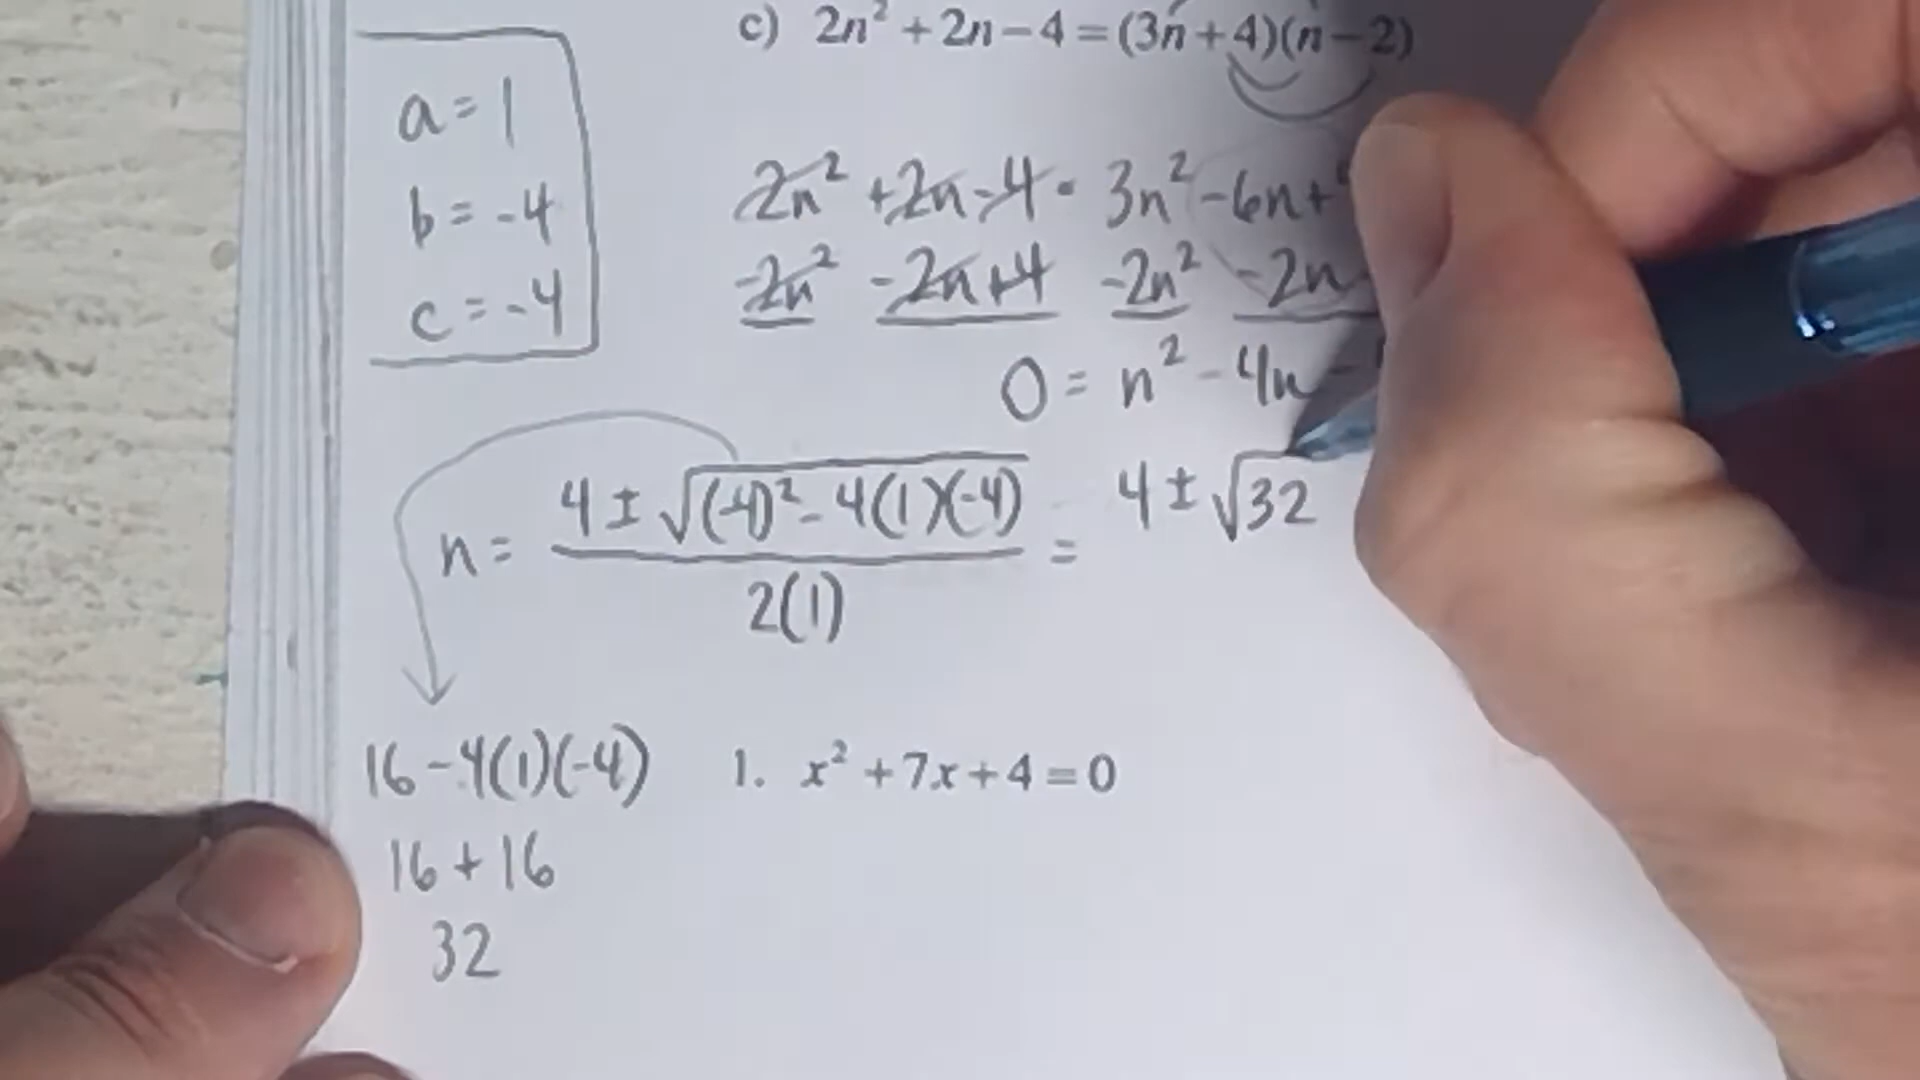 c) 2n² + 2n − 4 = (3n + 4)(n − 2)
a = 1
b = -4
c = -4
2n² + 2n - 4 = 3n² - 6n +
-2n² - 2n + 4 -2n² - 2n
0 = n² - 4n -
n = 4 ± √(-4)² - 4(1)(-4) = 4 ± √32
2(1)
16 - 4(1)(-4)
16 + 16
32
1. x² + 7x + 4 = 0